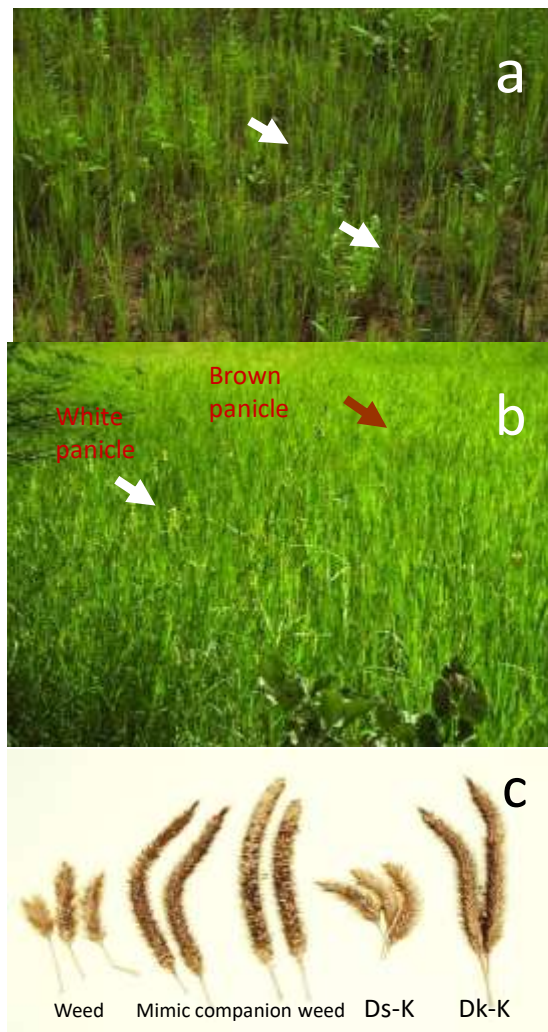 a
Brown
panicle
b
White
panicle
c
Weed Mimic companion weed Ds-K Dk-K